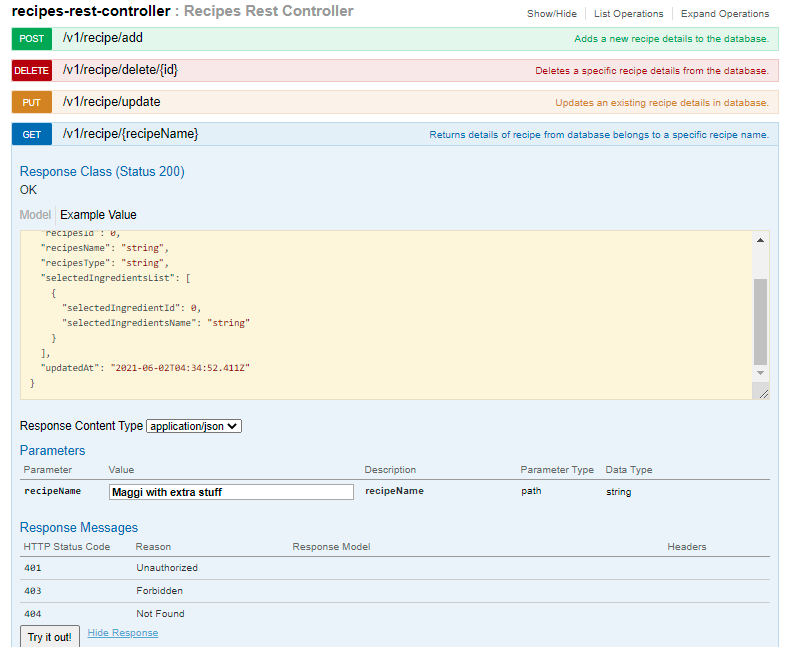 recipes-rest-controller : Recipes Rest Controller
Show/Hide List Operations Expand Operations
POST /v1/recipe/add Adds a new recipe details to the database.
DELETE /v1/recipe/delete/{id} Deletes a specific recipe details from the database.
PUT /v1/recipe/update Updates an existing recipe details in database.
GET /v1/recipe/{recipeName} Returns details of recipe from database belongs to a specific recipe name.
Response Class (Status 200)
OK
Model Example Value
"recipesId": 0,
"recipesName": "string",
"recipesType": "string",
"selectedIngredientsList": [
{
"selectedIngredientId": 0,
"selectedIngredientsName": "string"
}
],
"updatedAt": "2021-06-02T04:34:52.411Z"
}
Response Content Type application/json
Parameters
Parameter Value Description Parameter Type Data Type
recipeName Maggi with extra stuff recipeName path string
Response Messages
HTTP Status Code Reason Response Model Headers
401 Unauthorized
403 Forbidden
404 Not Found
Try it out! Hide Response